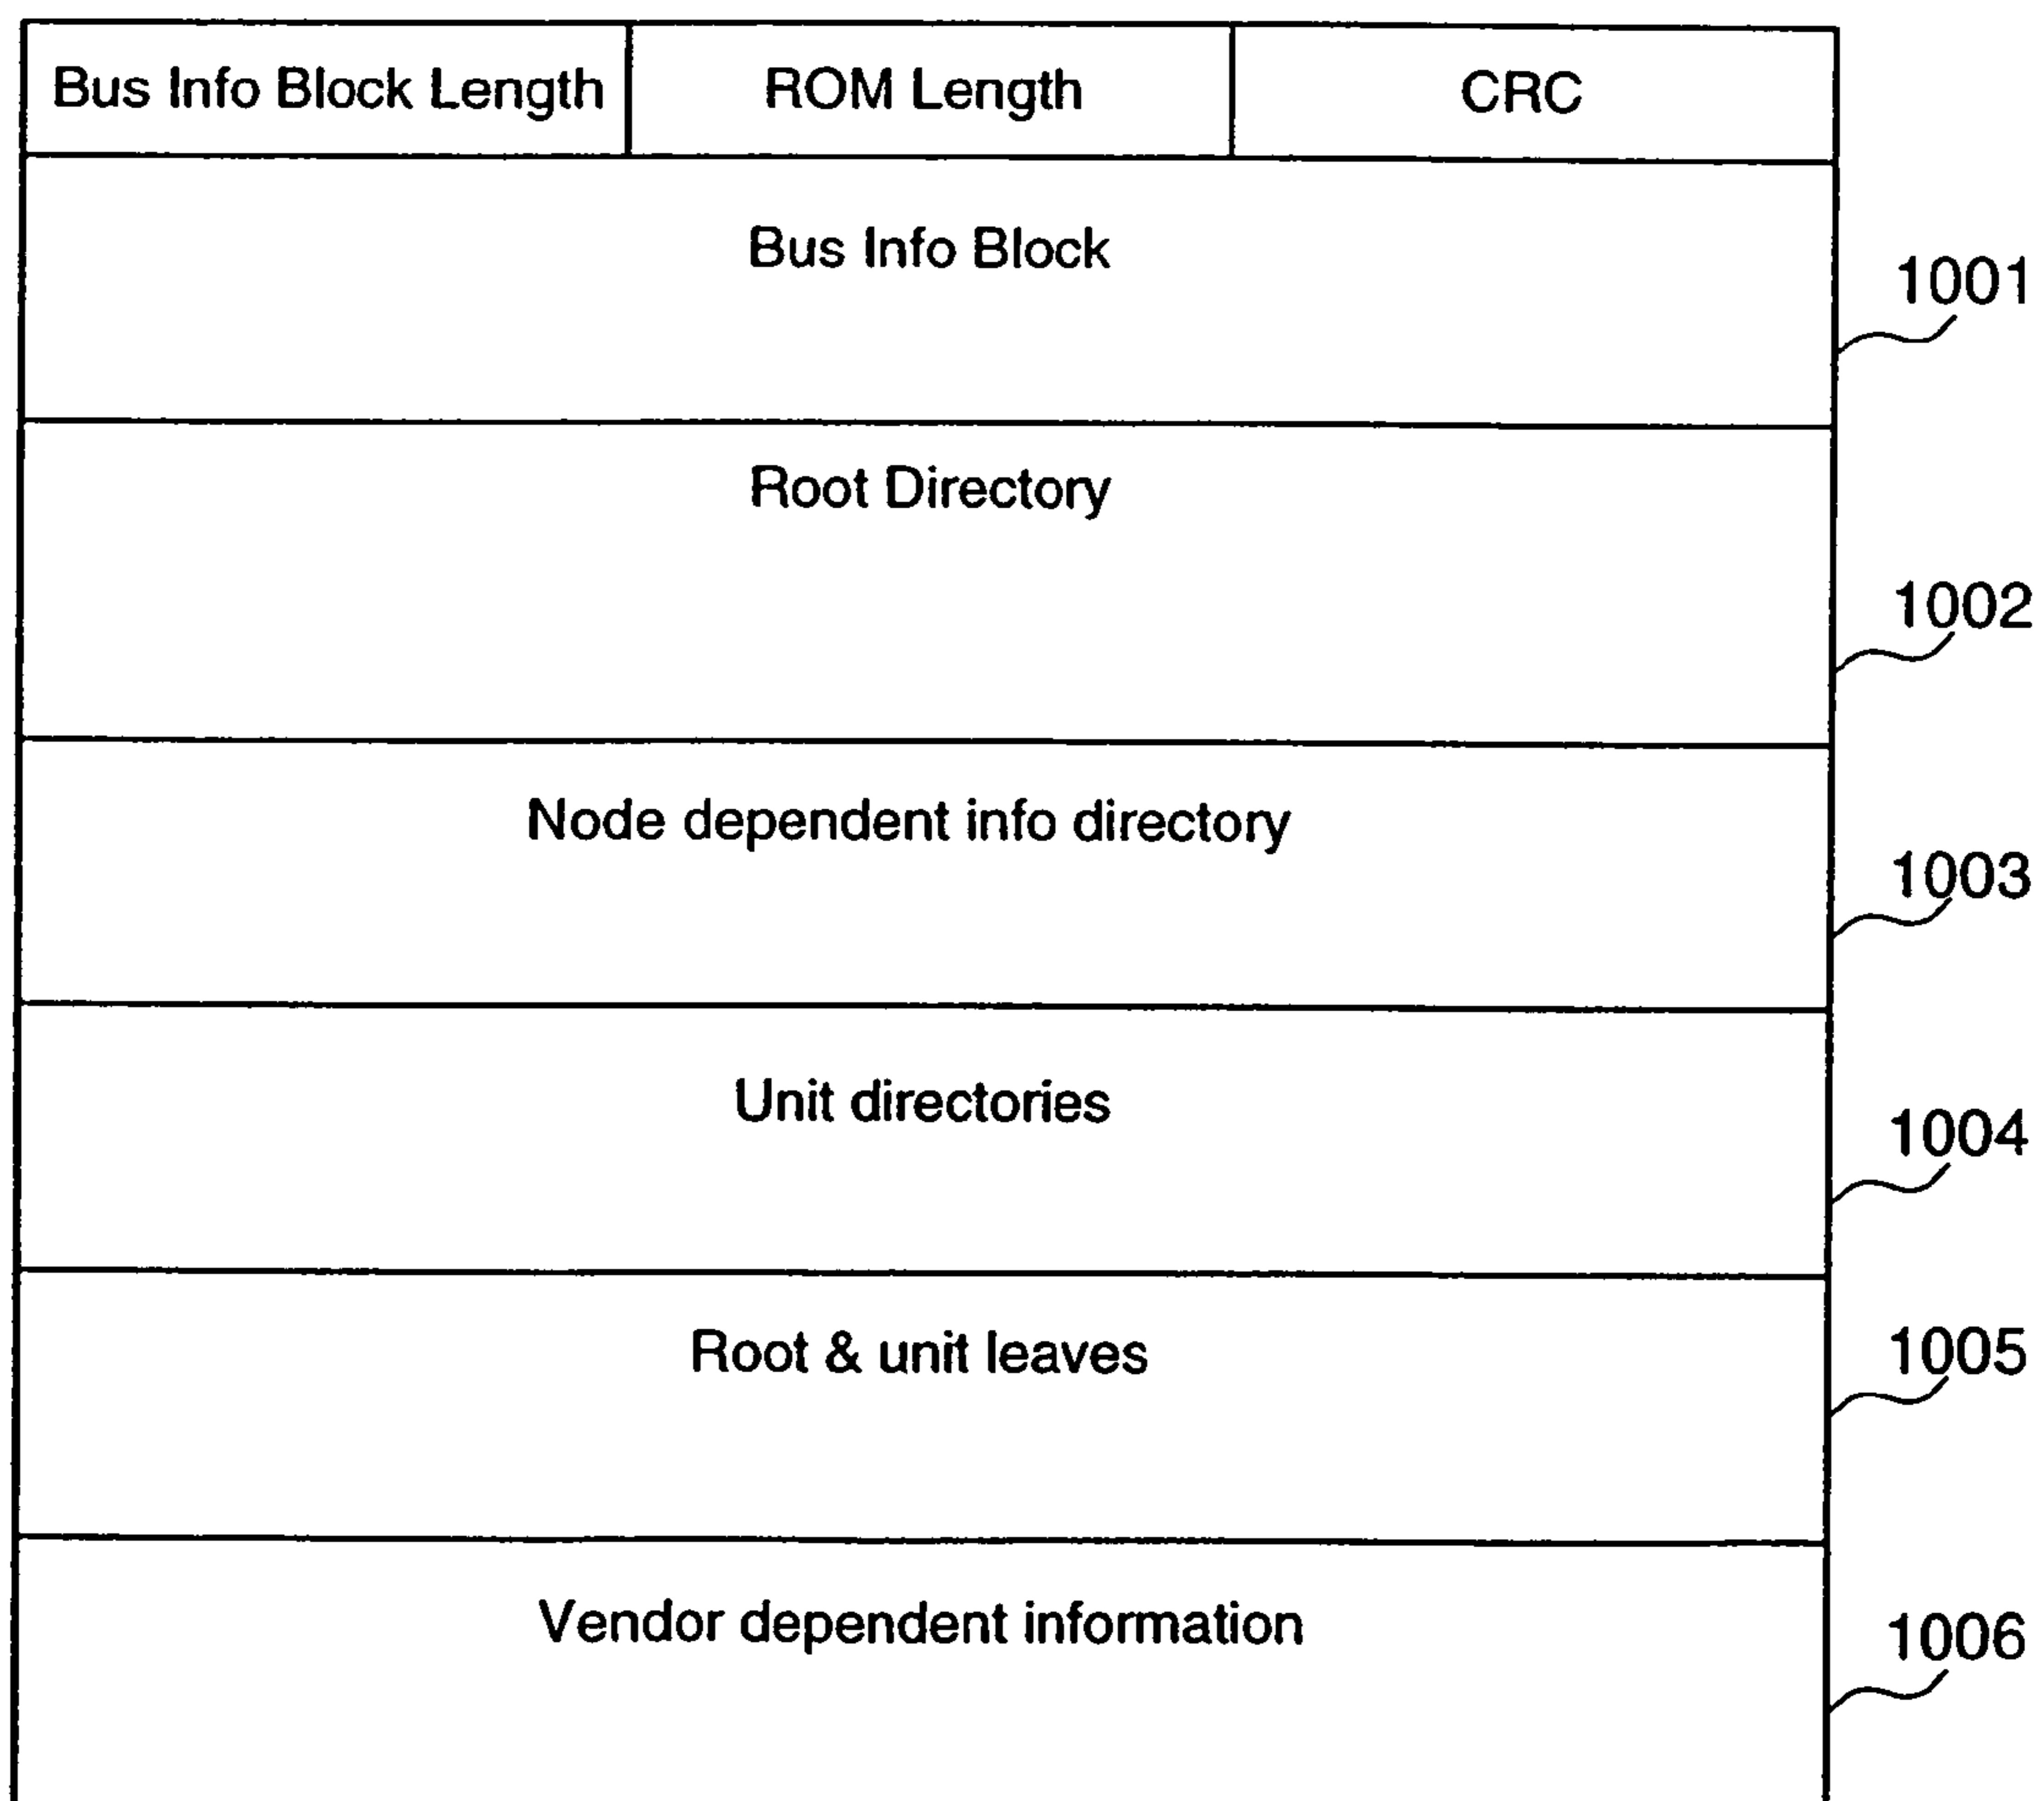 Bus Info Block Length ROM Length CRC
Bus Info Block
1001
Root Directory
1002
Node dependent info directory
1003
Unit directories
1004
Root & unit leaves
1005
Vendor dependent information
1006